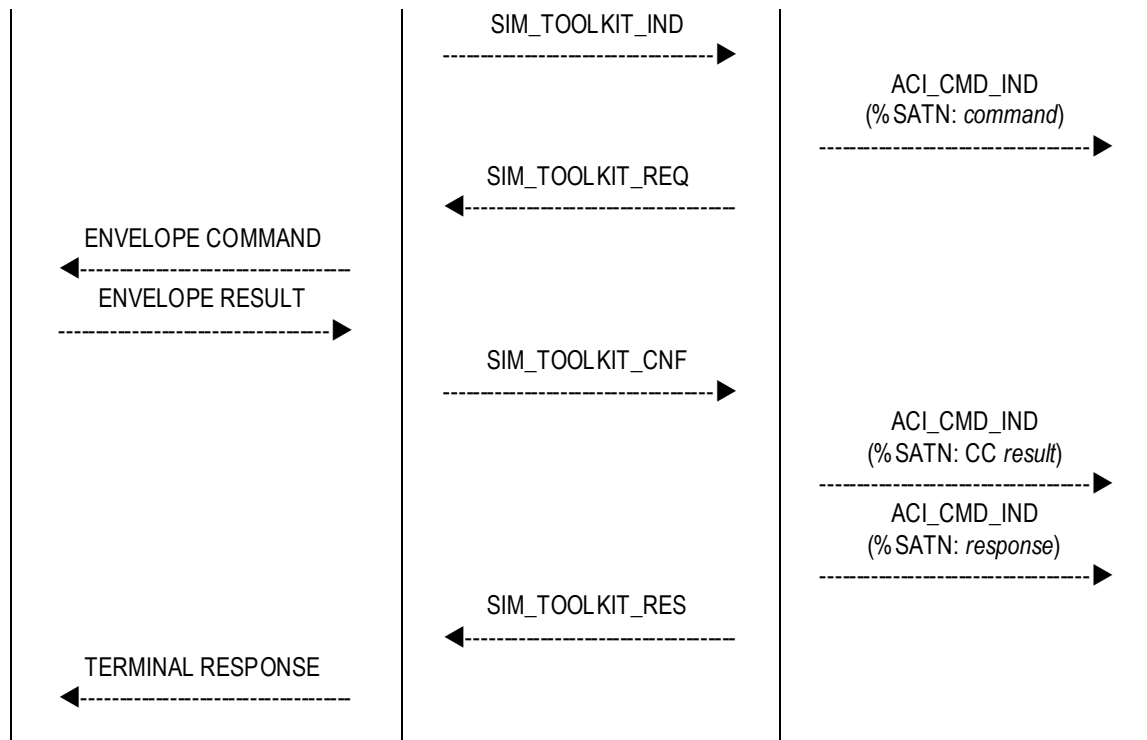 SIM_TOOLKIT_IND
ACI_CMD_IND
(%SATN: command)
SIM_TOOLKIT_REQ
ENVELOPE COMMAND
ENVELOPE RESULT
SIM_TOOLKIT_CNF
ACI_CMD_IND
(%SATN: CC result)
ACI_CMD_IND
(%SATN: response)
SIM_TOOLKIT_RES
TERMINAL RESPONSE